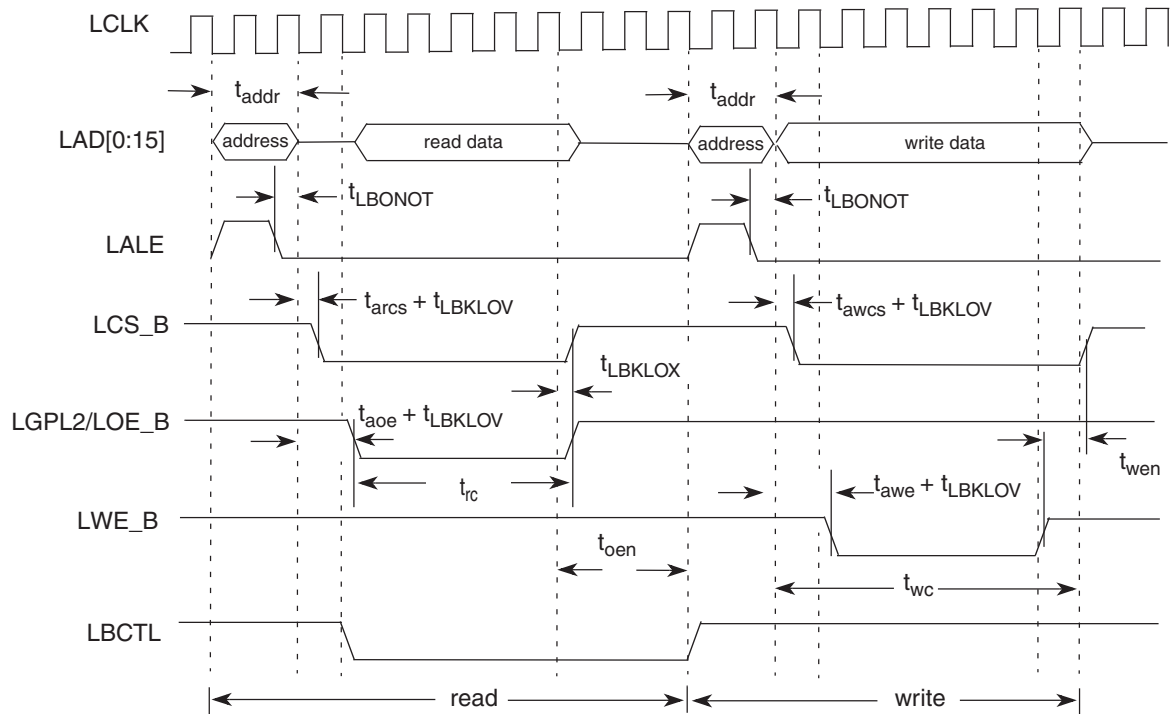 LCLK
taddr taddr
LAD[0:15] address read data address write data
tLBONOT tLBONOT
LALE
tarcs + tLBKLOV tawcs + tLBKLOV
LCS_B
tLBKLOX
LGPL2/LOE_B taoe + tLBKLOV
twen
trc tawe + tLBKLOV
LWE_B
toen
twc
LBCTL
read write